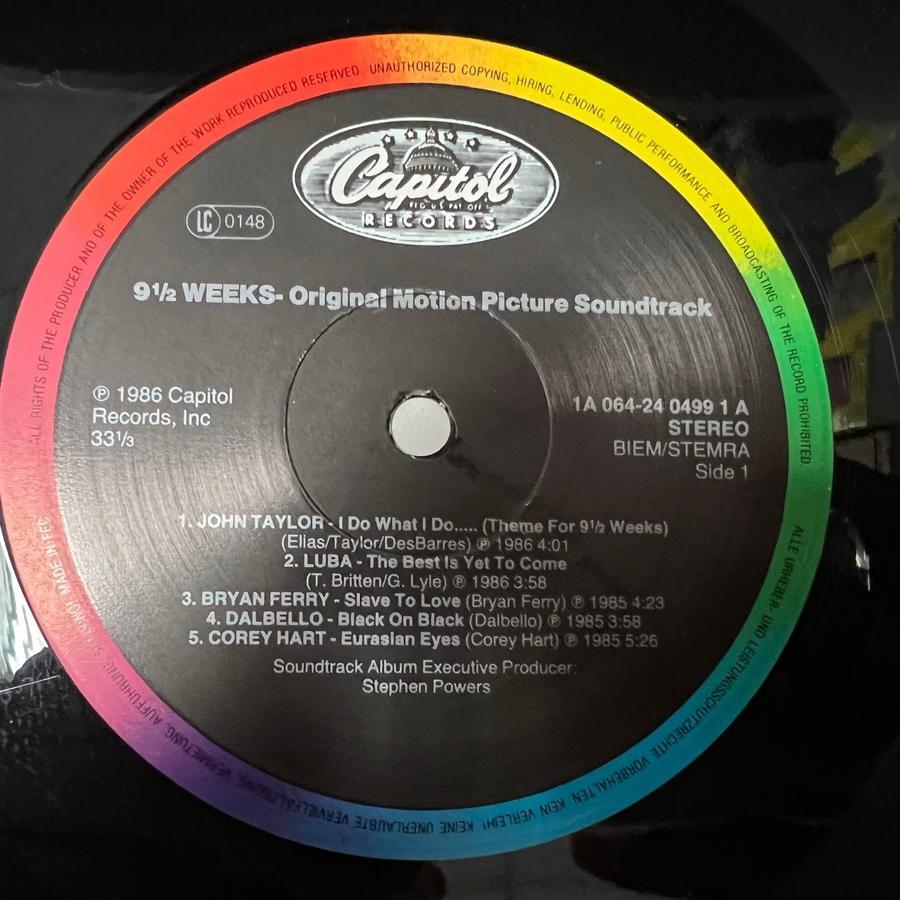 ALL RIGHTS OF THE PRODUCER AND OF THE OWNER OF THE WORK REPRODUCED RESERVED UNAUTHORIZED COPYING, HIRING, LENDING, PUBLIC PERFORMANCE AND BROADCASTING OF THE RECORD PROHIBITED
Capitol
REG. U.S. PAT. OFF.
RECORDS
LC 0148
9½ WEEKS- Original Motion Picture Soundtrack
℗ 1986 Capitol
Records, Inc
33⅓
1A 064-24 0499 1 A
STEREO
BIEM/STEMRA
Side 1
1. JOHN TAYLOR - I Do What I Do..... (Theme For 9½ Weeks)
(Elias/Taylor/DesBarres) ℗ 1986 4:01
2. LUBA - The Best Is Yet To Come
(T. Britten/G. Lyle) ℗ 1986 3:58
3. BRYAN FERRY - Slave To Love (Bryan Ferry) ℗ 1985 4:23
4. DALBELLO - Black On Black (Dalbello) ℗ 1985 3:58
5. COREY HART - Eurasian Eyes (Corey Hart) ℗ 1985 5:26
Soundtrack Album Executive Producer:
Stephen Powers
ALLE URHEBER- UND LEISTUNGSSCHUTZRECHTE VORBEHALTEN KEIN VERLEIH! KEINE UNERLAUBTE VERVIELFÄLTIGUNG, VERMIETUNG, AUFFÜHRUNG, MADE IN EEC